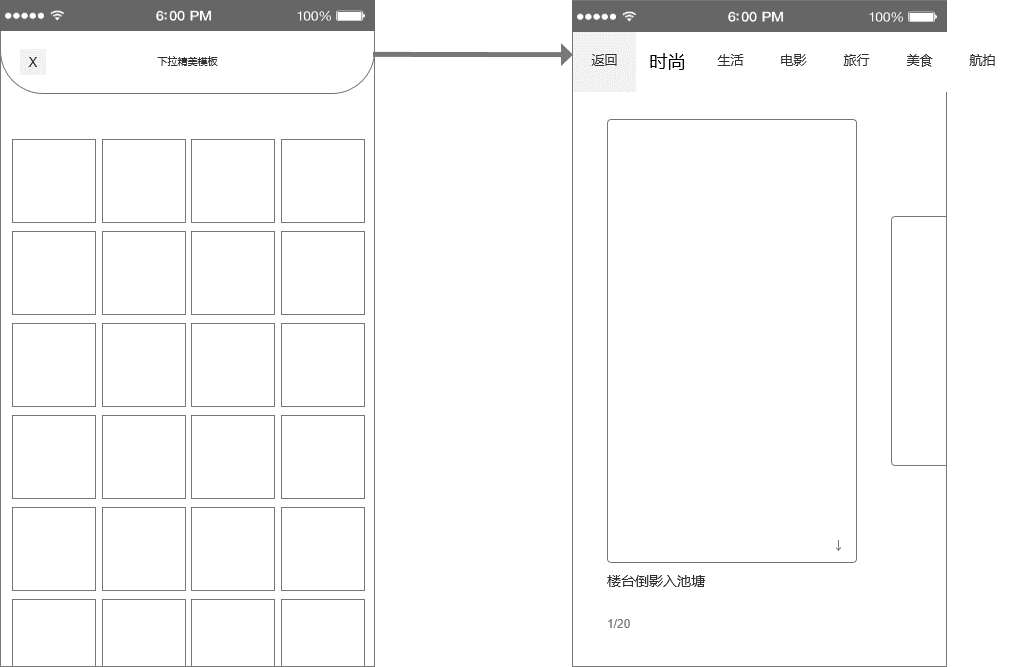 6:00 PM
100%
X
下拉精美模板
6:00 PM
100%
返回
时尚
生活
电影
旅行
美食
航拍
↓
楼台倒影入池塘
1/20